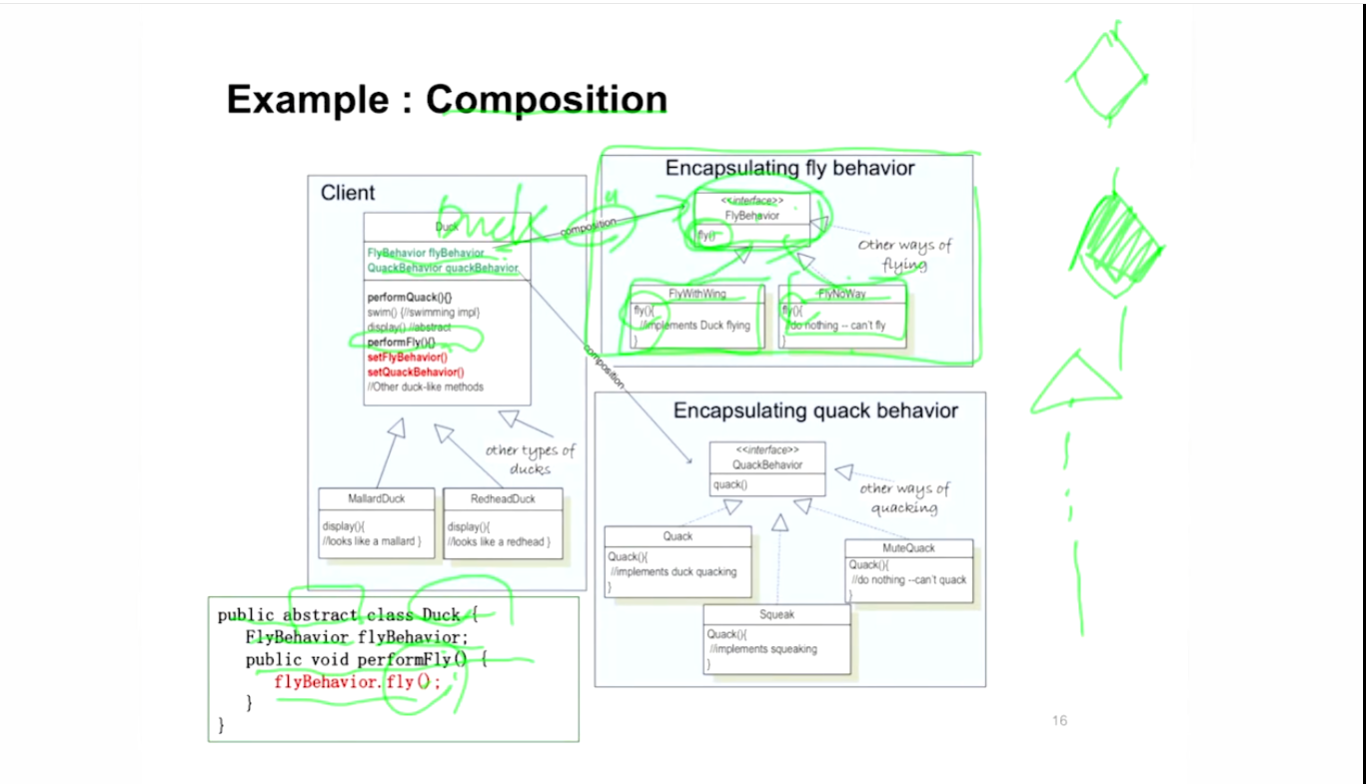 Example : Composition
Client
Duck
Duck
FlyBehavior flyBehavior
QuackBehavior quackBehavior
performQuack(){}
swim() {//swimming impl}
display() //abstract
performFly(){}
setFlyBehavior()
setQuackBehavior()
//Other duck-like methods
other types of
ducks
MallardDuck
display(){
//looks like a mallard }
RedheadDuck
display(){
//looks like a redhead }
composition
composition
Encapsulating fly behavior
<<interface>>
FlyBehavior
fly()
Other ways of
flying
FlyWithWing
fly(){
//implements Duck flying
}
FlyNoWay
fly(){
//do nothing -- can't fly
}
Encapsulating quack behavior
<<interface>>
QuackBehavior
quack()
other ways of
quacking
Quack
Quack(){
//implements duck quacking
}
Squeak
Quack(){
//implements squeaking
}
MuteQuack
Quack(){
//do nothing --can't quack
}
public abstract class Duck {
FlyBehavior flyBehavior;
public void performFly() {
flyBehavior.fly();
}
}
16